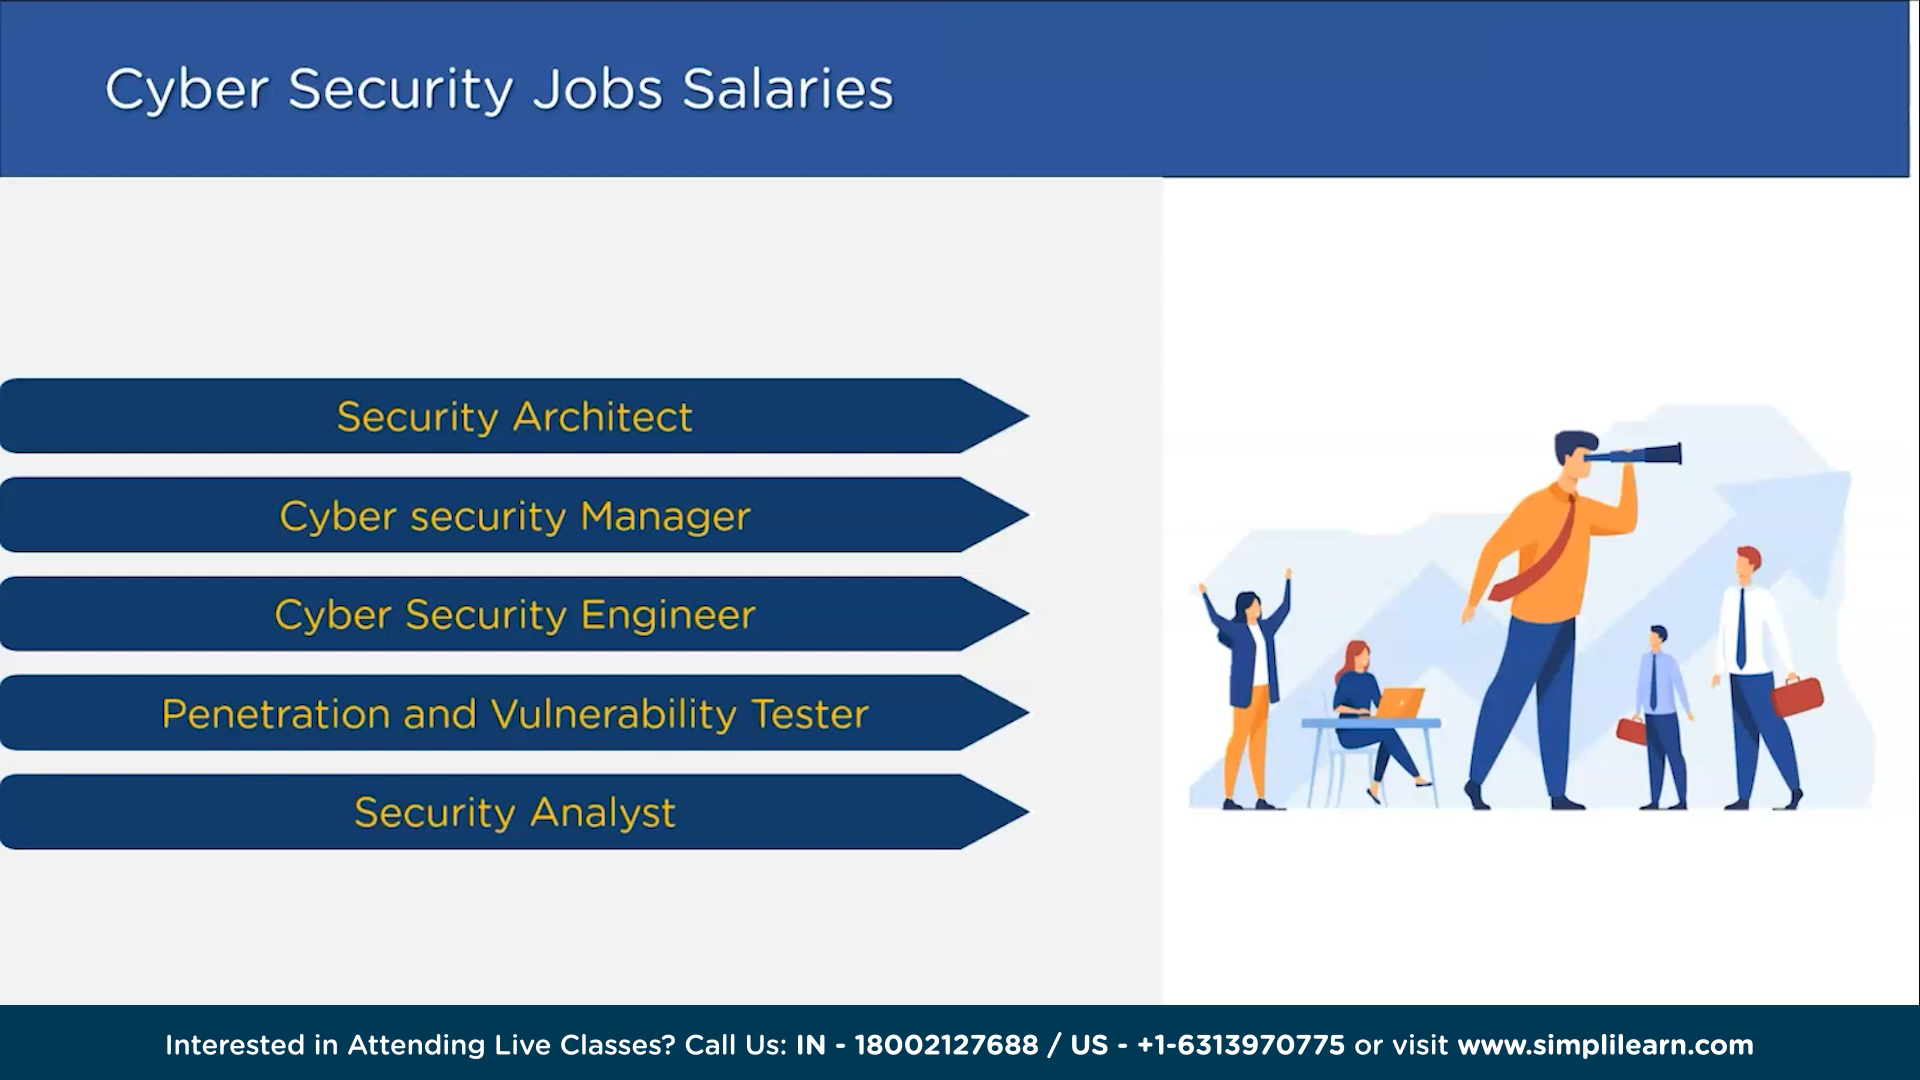 Cyber Security Jobs Salaries
Security Architect
Cyber security Manager
Cyber Security Engineer
Penetration and Vulnerability Tester
Security Analyst
Interested in Attending Live Classes? Call Us: IN - 18002127688 / US - +1-6313970775 or visit www.simplilearn.com